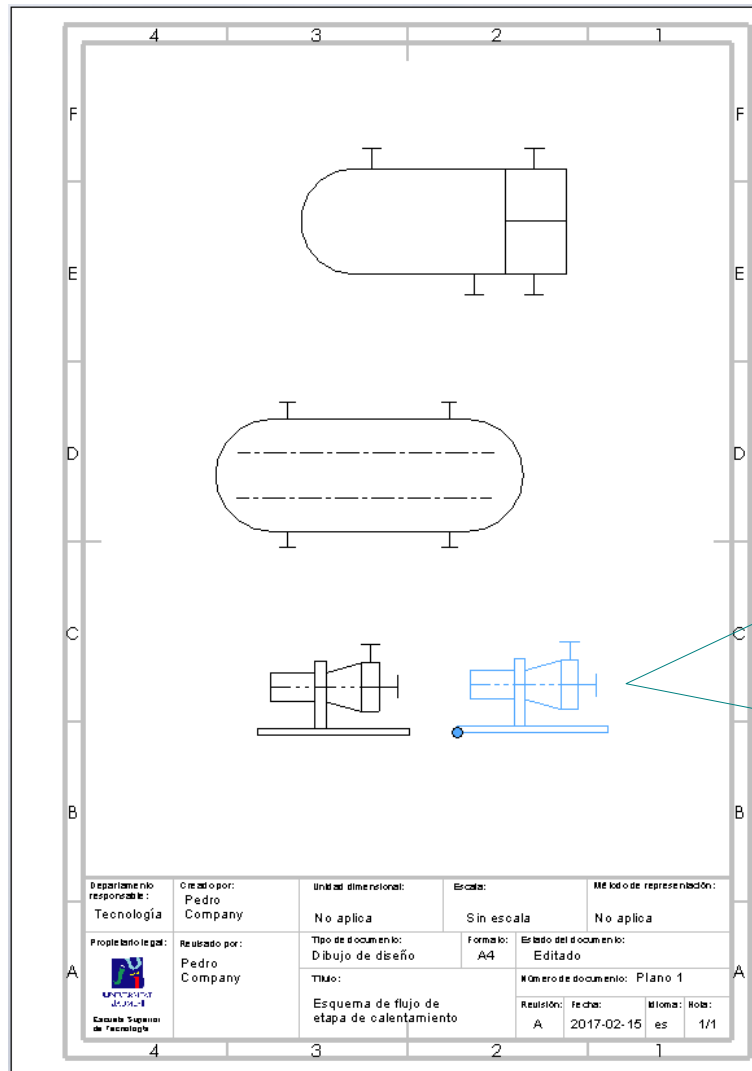 4 3 2 1
F F
E E
D D
C C
B B
A A
Departamento responsable:
Tecnología
Creado por:
Pedro
Company
Unidad dimensional:
No aplica
Escala:
Sin escala
Método de representación:
No aplica
Propietario legal:
UNIVERSITAT
JAUME I
Escuela Superior
de Tecnología
Revisado por:
Pedro
Company
Tipo de documento:
Dibujo de diseño
Formato:
A4
Estado del documento:
Editado
Título:
Esquema de flujo de
etapa de calentamiento
Número de documento: Plano 1
Revisión:
A
Fecha:
2017-02-15
Idioma:
es
Hoja:
1/1
4 3 2 1